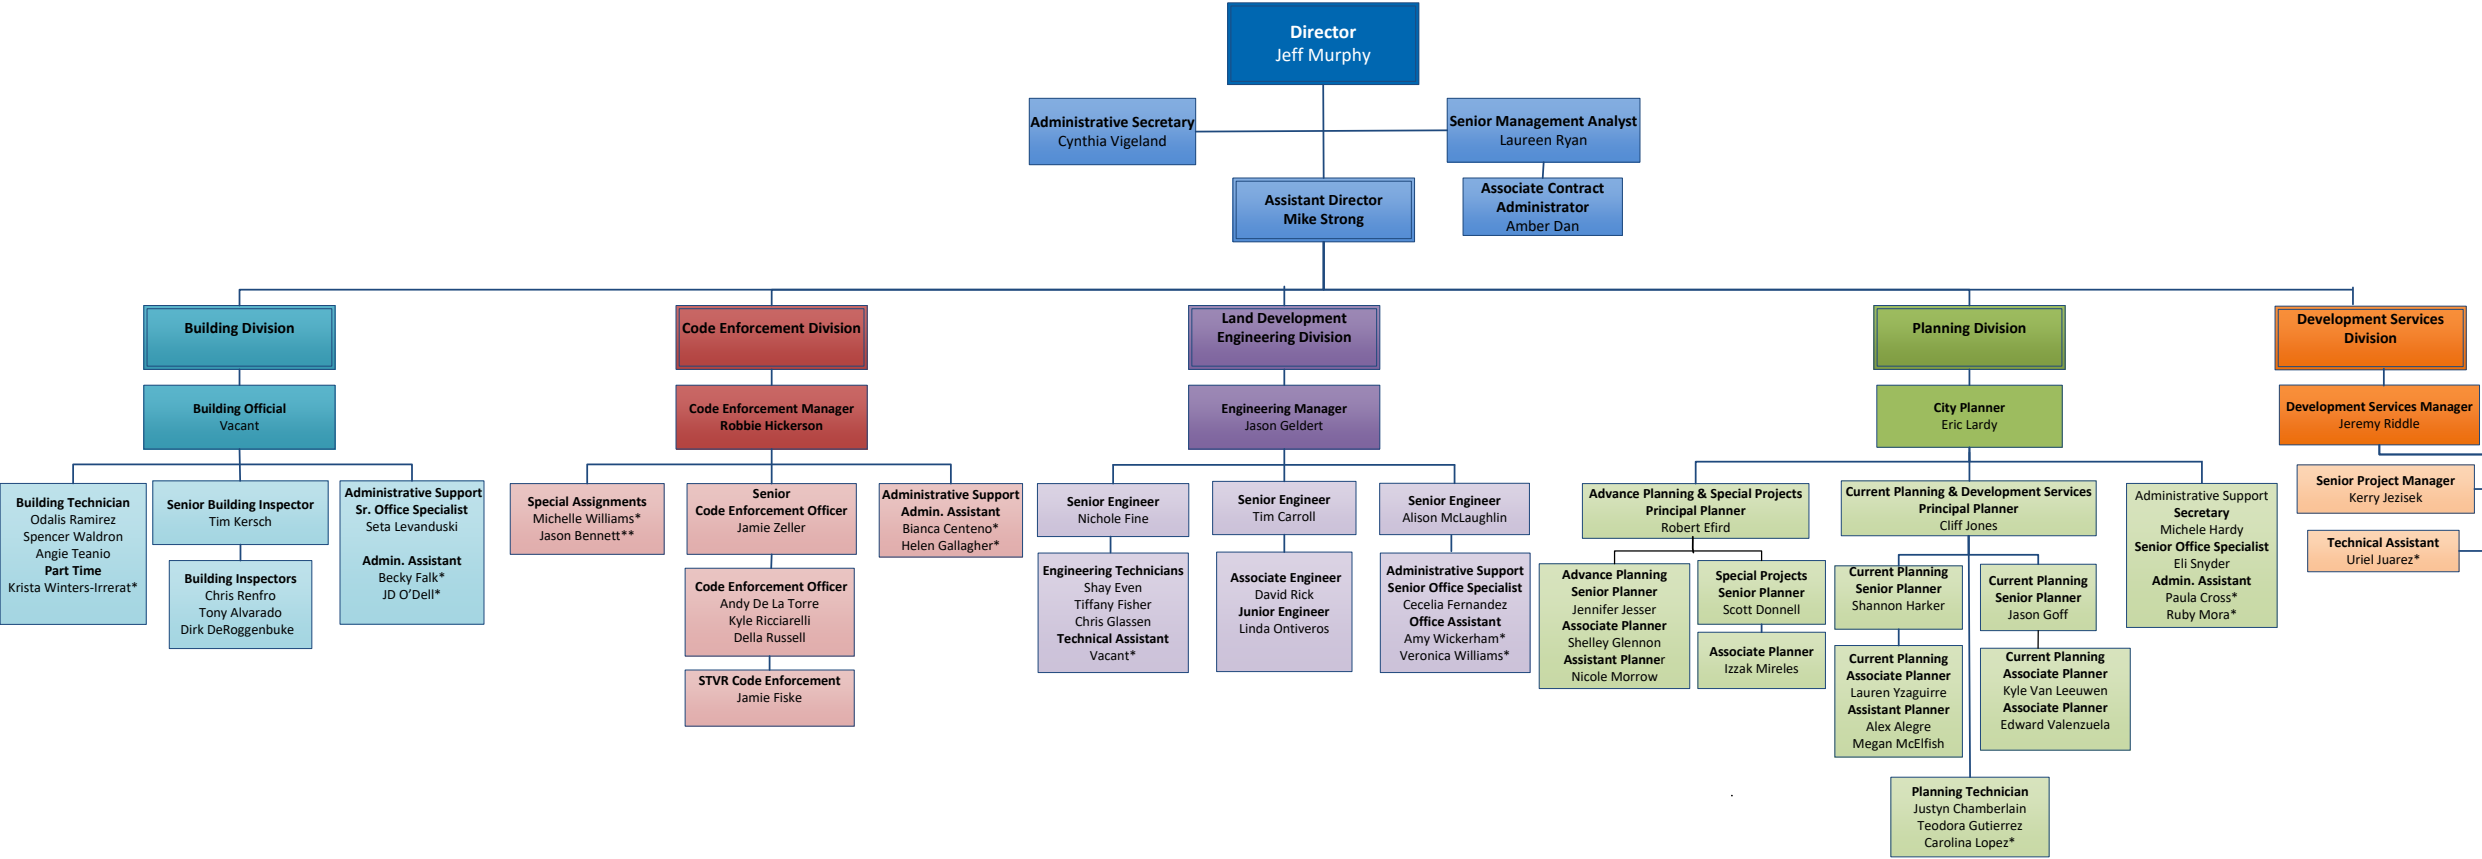 Director
Jeff Murphy
Administrative Secretary
Cynthia Vigeland
Senior Management Analyst
Laureen Ryan
Assistant Director
Mike Strong
Associate Contract
Administrator
Amber Dan
Building Division
Code Enforcement Division
Land Development
Engineering Division
Planning Division
Development Services
Division
Building Official
Vacant
Code Enforcement Manager
Robbie Hickerson
Engineering Manager
Jason Geldert
City Planner
Eric Lardy
Development Services Manager
Jeremy Riddle
Building Technician
Odalis Ramirez
Spencer Waldron
Angie Teanio
Part Time
Krista Winters-Irrerat*
Senior Building Inspector
Tim Kersch
Building Inspectors
Chris Renfro
Tony Alvarado
Dirk DeRoggenbuke
Administrative Support
Sr. Office Specialist
Seta Levanduski
Admin. Assistant
Becky Falk*
JD O'Dell*
Special Assignments
Michelle Williams*
Jason Bennett**
Senior
Code Enforcement Officer
Jamie Zeller
Code Enforcement Officer
Andy De La Torre
Kyle Ricciarelli
Della Russell
STVR Code Enforcement
Jamie Fiske
Administrative Support
Admin. Assistant
Bianca Centeno*
Helen Gallagher*
Senior Engineer
Nichole Fine
Engineering Technicians
Shay Even
Tiffany Fisher
Chris Glassen
Technical Assistant
Vacant*
Senior Engineer
Tim Carroll
Associate Engineer
David Rick
Junior Engineer
Linda Ontiveros
Senior Engineer
Alison McLaughlin
Administrative Support
Senior Office Specialist
Cecelia Fernandez
Office Assistant
Amy Wickerham*
Veronica Williams*
Advance Planning & Special Projects
Principal Planner
Robert Efird
Advance Planning
Senior Planner
Jennifer Jesser
Associate Planner
Shelley Glennon
Assistant Planner
Nicole Morrow
Special Projects
Senior Planner
Scott Donnell
Associate Planner
Izzak Mireles
Current Planning & Development Services
Principal Planner
Cliff Jones
Current Planning
Senior Planner
Shannon Harker
Current Planning
Associate Planner
Lauren Yzaguirre
Assistant Planner
Alex Alegre
Megan McElfish
Current Planning
Senior Planner
Jason Goff
Current Planning
Associate Planner
Kyle Van Leeuwen
Associate Planner
Edward Valenzuela
Planning Technician
Justyn Chamberlain
Teodora Gutierrez
Carolina Lopez*
Administrative Support
Secretary
Michele Hardy
Senior Office Specialist
Eli Snyder
Admin. Assistant
Paula Cross*
Ruby Mora*
Senior Project Manager
Kerry Jezisek
Technical Assistant
Uriel Juarez*